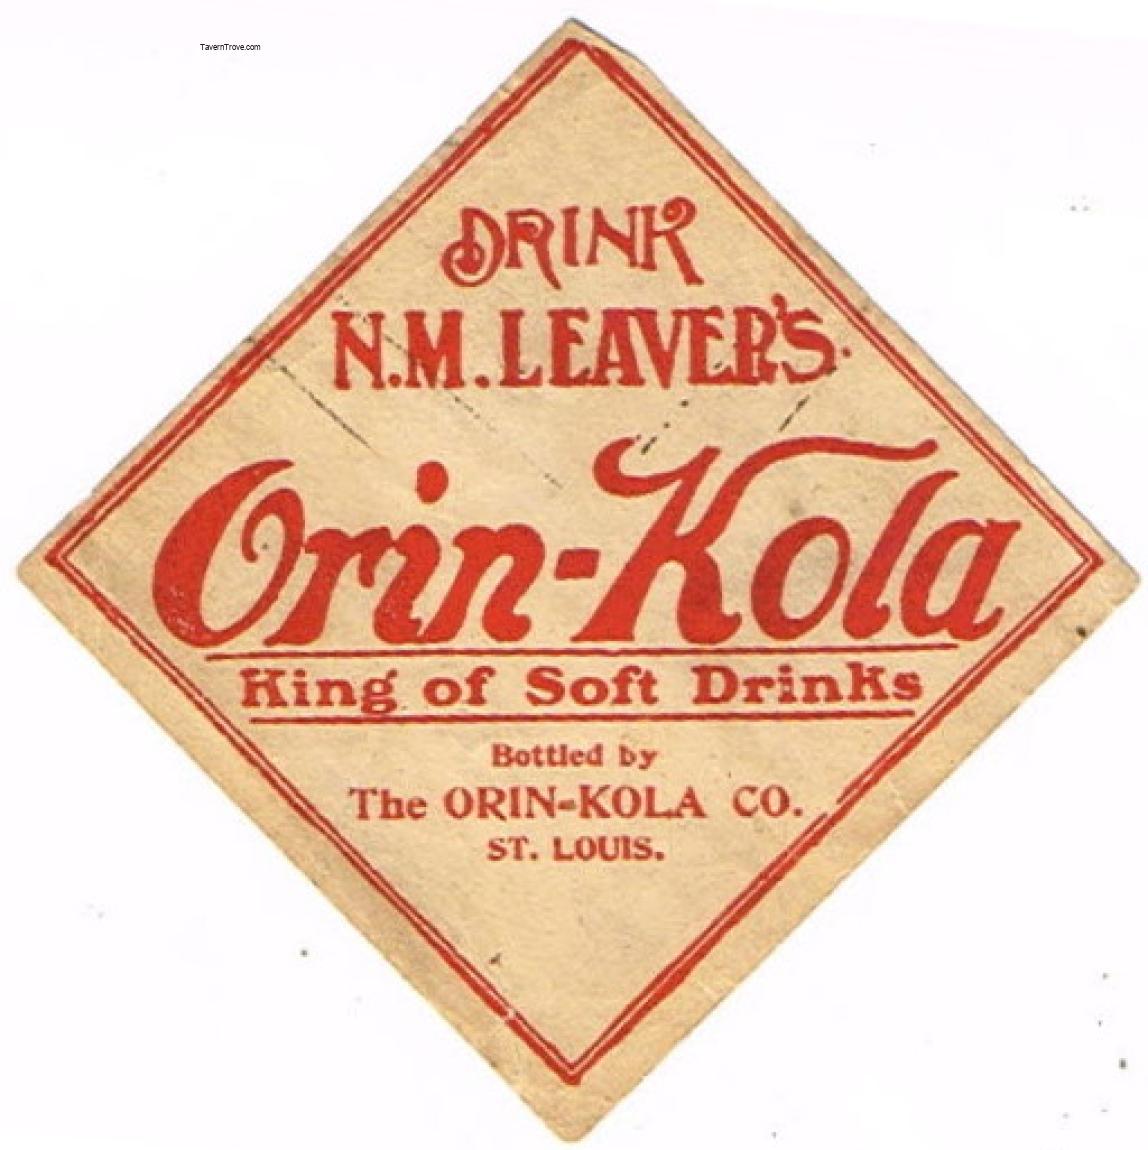 TavernTrove.com
DRINK
N.M. LEAVER'S.
Orin-Kola
King of Soft Drinks
Bottled by
The ORIN-KOLA CO.
ST. LOUIS.